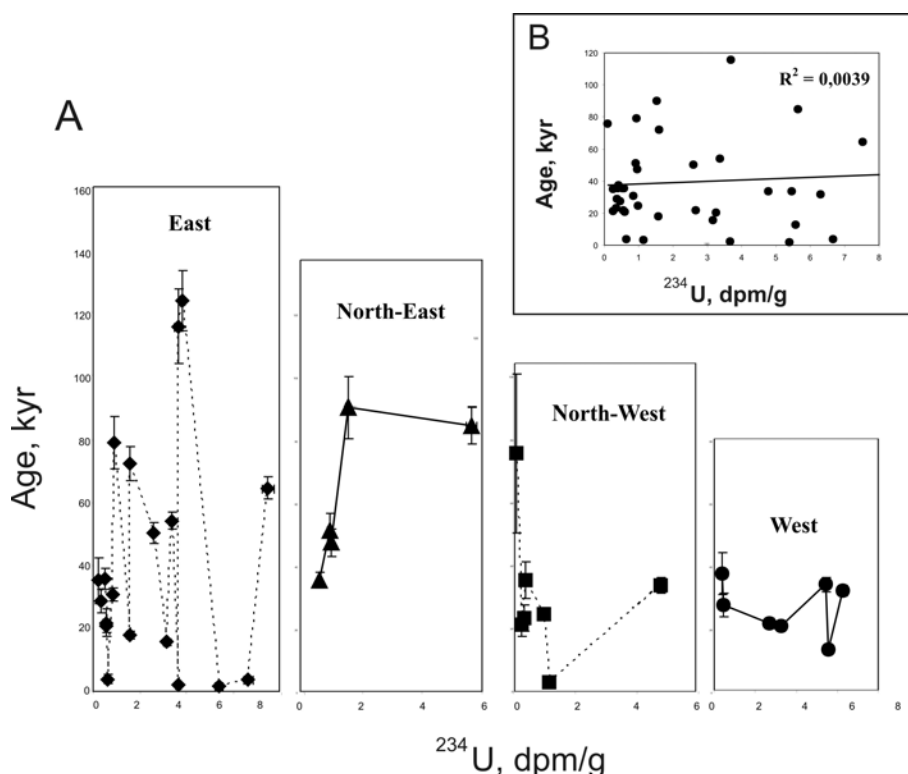 A
Age, kyr
160
140
120
100
80
60
40
20
0
East
North-East
North-West
West
0 2 4 6 8
0 2 4 6
0 2 4 6
0 2 4 6 8
234U, dpm/g
B
Age, kyr
120
100
80
60
40
20
0
R2 = 0,0039
0 1 2 3 4 5 6 7 8
234U, dpm/g